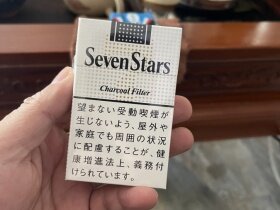 Seven Stars
Charcoal Filter
望まない受動喫煙が
生じないよう、屋外や
家庭でも周囲の状況
に配慮することが、健
康増進法上、義務付
けられています。